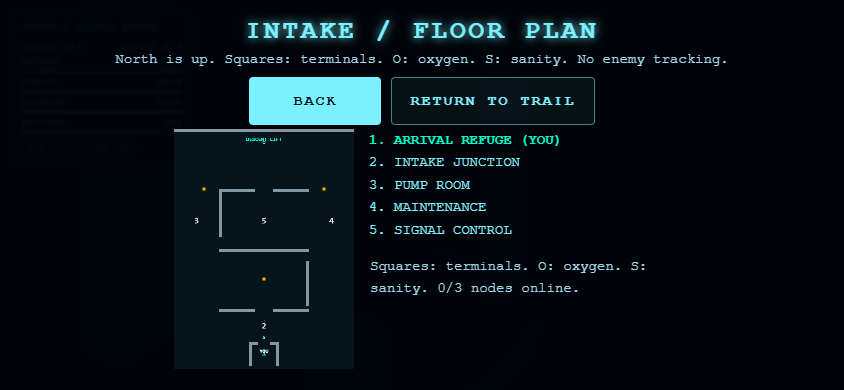 INTAKE / FLOOR PLAN
North is up. Squares: terminals. O: oxygen. S: sanity. No enemy tracking.
BACK
RETURN TO TRAIL
1. ARRIVAL REFUGE (YOU)
2. INTAKE JUNCTION
3. PUMP ROOM
4. MAINTENANCE
5. SIGNAL CONTROL
Squares: terminals. O: oxygen. S:
sanity. 0/3 nodes online.
3
5
4
2